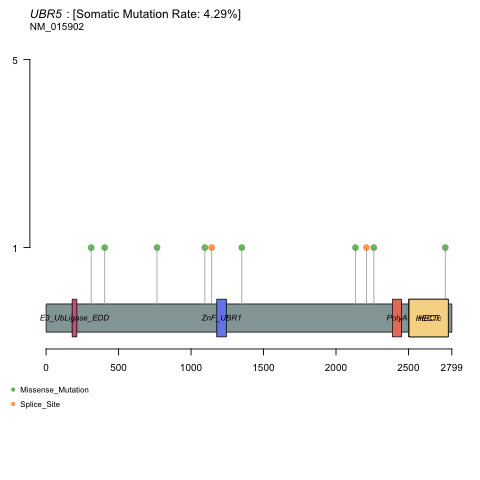 UBR5 : [Somatic Mutation Rate: 4.29%]
NM_015902
5
1
E3_UbLigase_EDD
ZnF_UBR1
PolyA
HECTc
0
500
1000
1500
2000
2500
2799
Missense_Mutation
Splice_Site